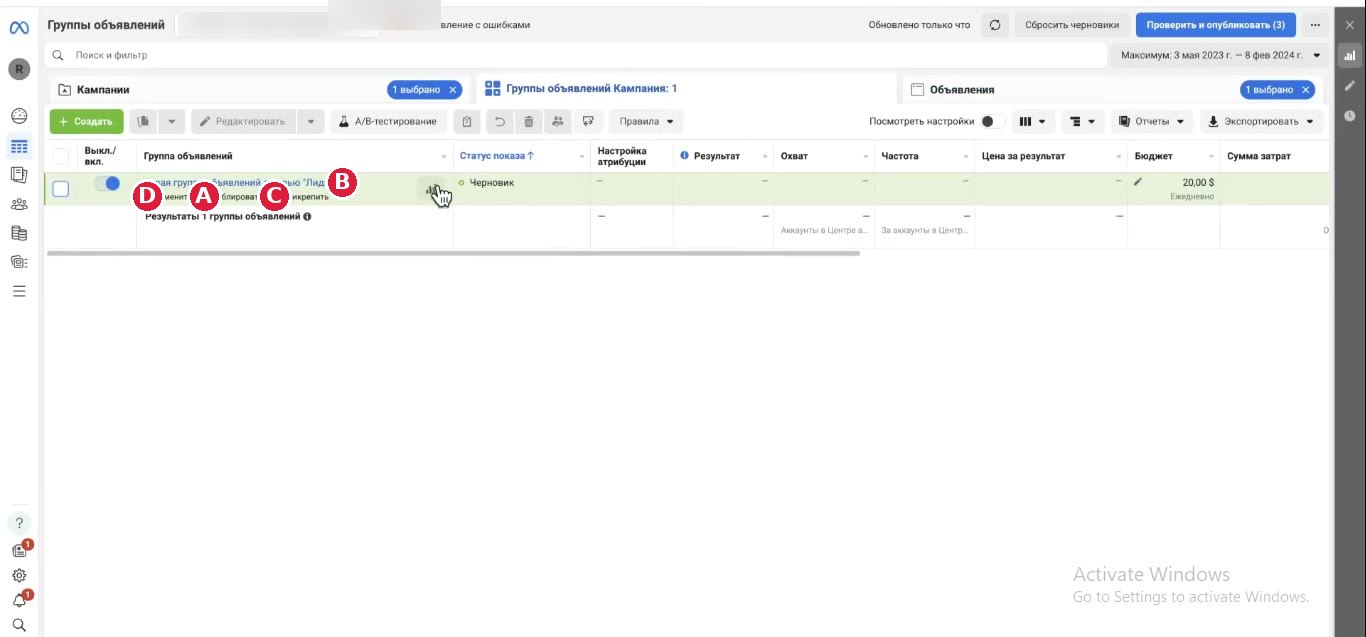 Группы объявлений
с ошибками
Обновлено только что
Сбросить черновики
Проверить и опубликовать (3)
R
Поиск и фильтр
Максимум: 3 мая 2023 г. – 8 фев 2024 г.
Кампании
1 выбрано
Группы объявлений Кампания: 1
Объявления
1 выбрано
+ Создать
Редактировать
A/B-тестирование
Правила
Посмотреть настройки
Отчеты
Экспортировать
Выкл./
вкл.
Группа объявлений
Статус показа↑
Настройка
атрибуции
Результат
Охват
Частота
Цена за результат
Бюджет
Сумма затрат
D
A
C
B
Черновик
—
—
—
—
—
20,00 $
Ежедневно
Результаты 1 группы объявлений
—
—
—
—
—
Аккаунты в Центре а...
За аккаунты в Центр...
?
1
1
Activate Windows
Go to Settings to activate Windows.